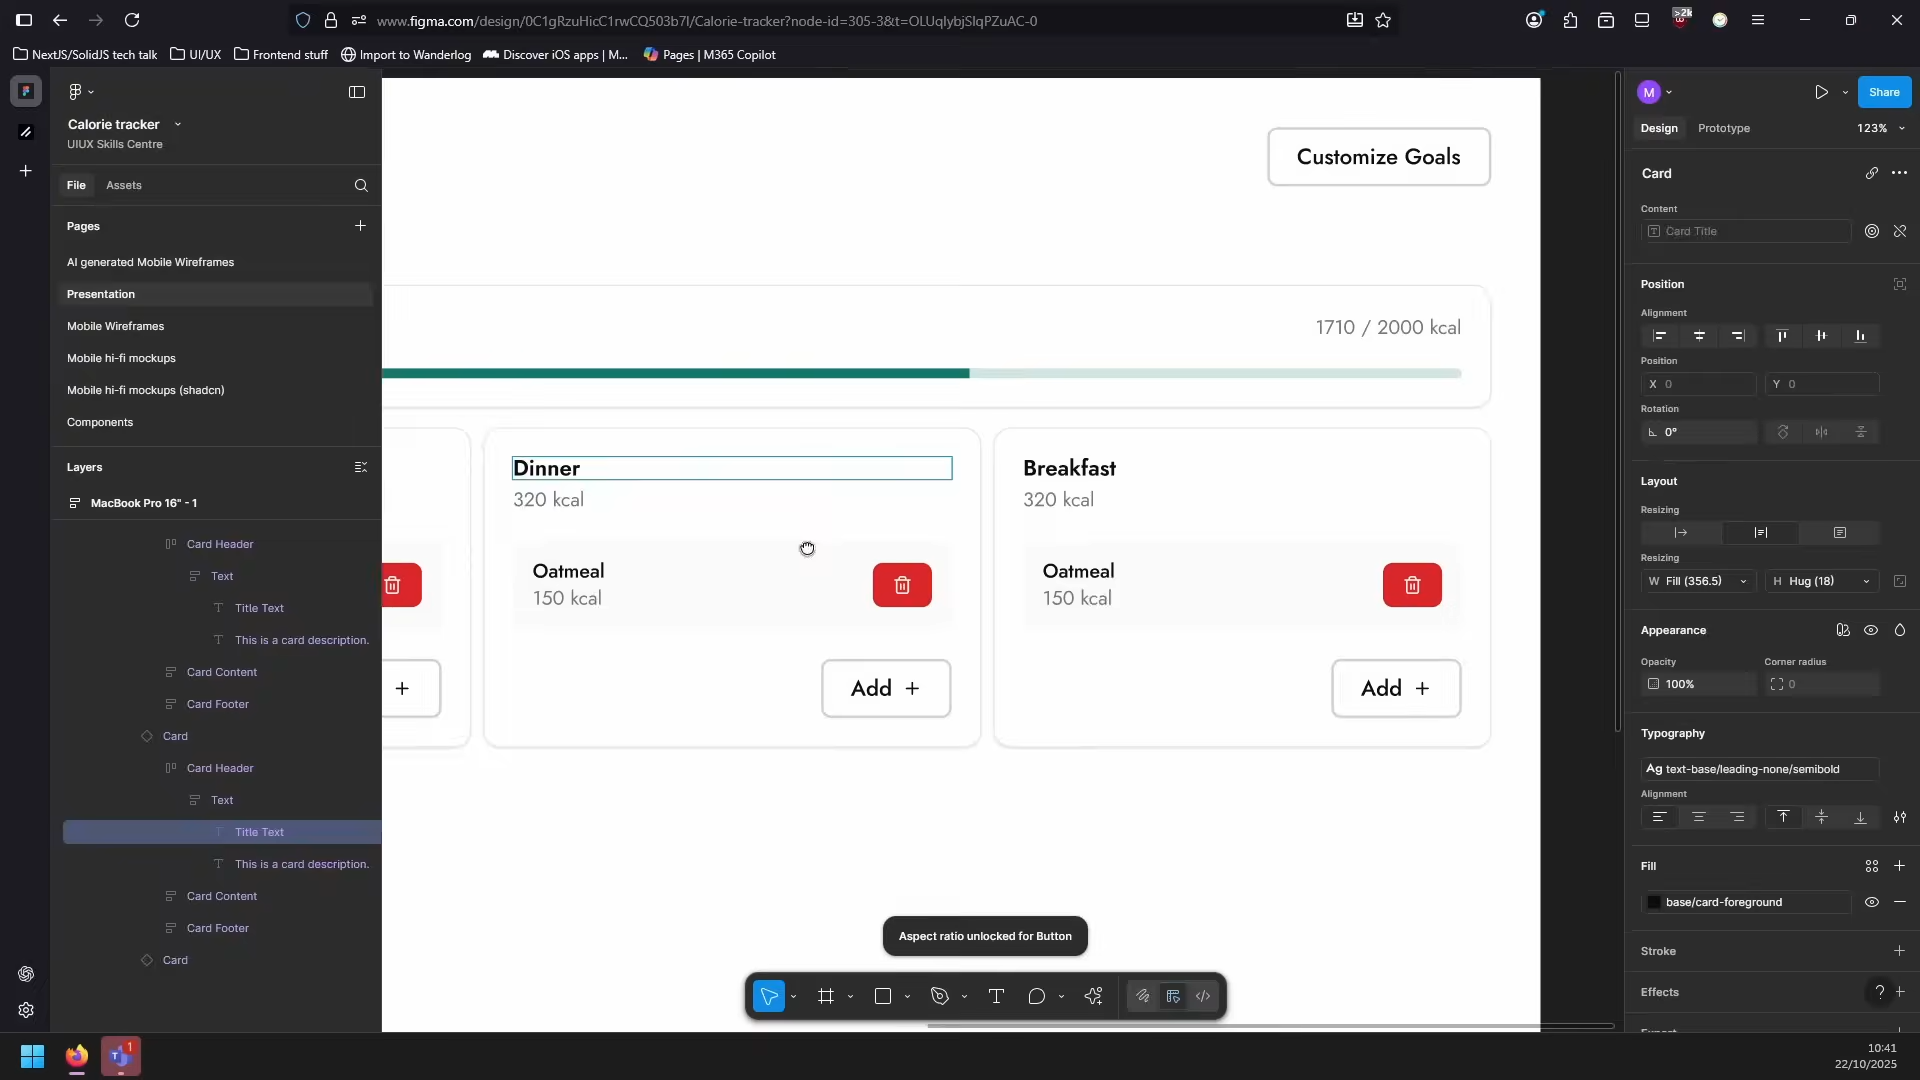 www.figma.com/design/0C1gRzuHicC1rwCQ503b7I/Calorie-tracker?node-id=305-3&t=OLUqIybjSlqPZuAC-0
>2k
NextJS/SolidJS tech talk
UI/UX
Frontend stuff
Import to Wanderlog
Discover iOS apps | M...
Pages | M365 Copilot
Calorie tracker
UIUX Skills Centre
File
Assets
Pages
AI generated Mobile Wireframes
Presentation
Mobile Wireframes
Mobile hi-fi mockups
Mobile hi-fi mockups (shadcn)
Components
Layers
MacBook Pro 16" - 1
Card Header
Text
Title Text
This is a card description.
Card Content
Card Footer
Card
Card Header
Text
Title Text
This is a card description.
Card Content
Card Footer
Card
Customize Goals
1710 / 2000 kcal
Dinner
320 kcal
Oatmeal
150 kcal
Add +
Breakfast
320 kcal
Oatmeal
150 kcal
Add +
+
Aspect ratio unlocked for Button
M
Share
Design
Prototype
123%
Card
Content
Card Title
Position
Alignment
Position
X 0
Y 0
Rotation
0°
Layout
Resizing
Resizing
W Fill (356.5)
H Hug (18)
Appearance
Opacity
Corner radius
100%
0
Typography
Ag text-base/leading-none/semibold
Alignment
Fill
base/card-foreground
Stroke
Effects
?
1
10:41
22/10/2025